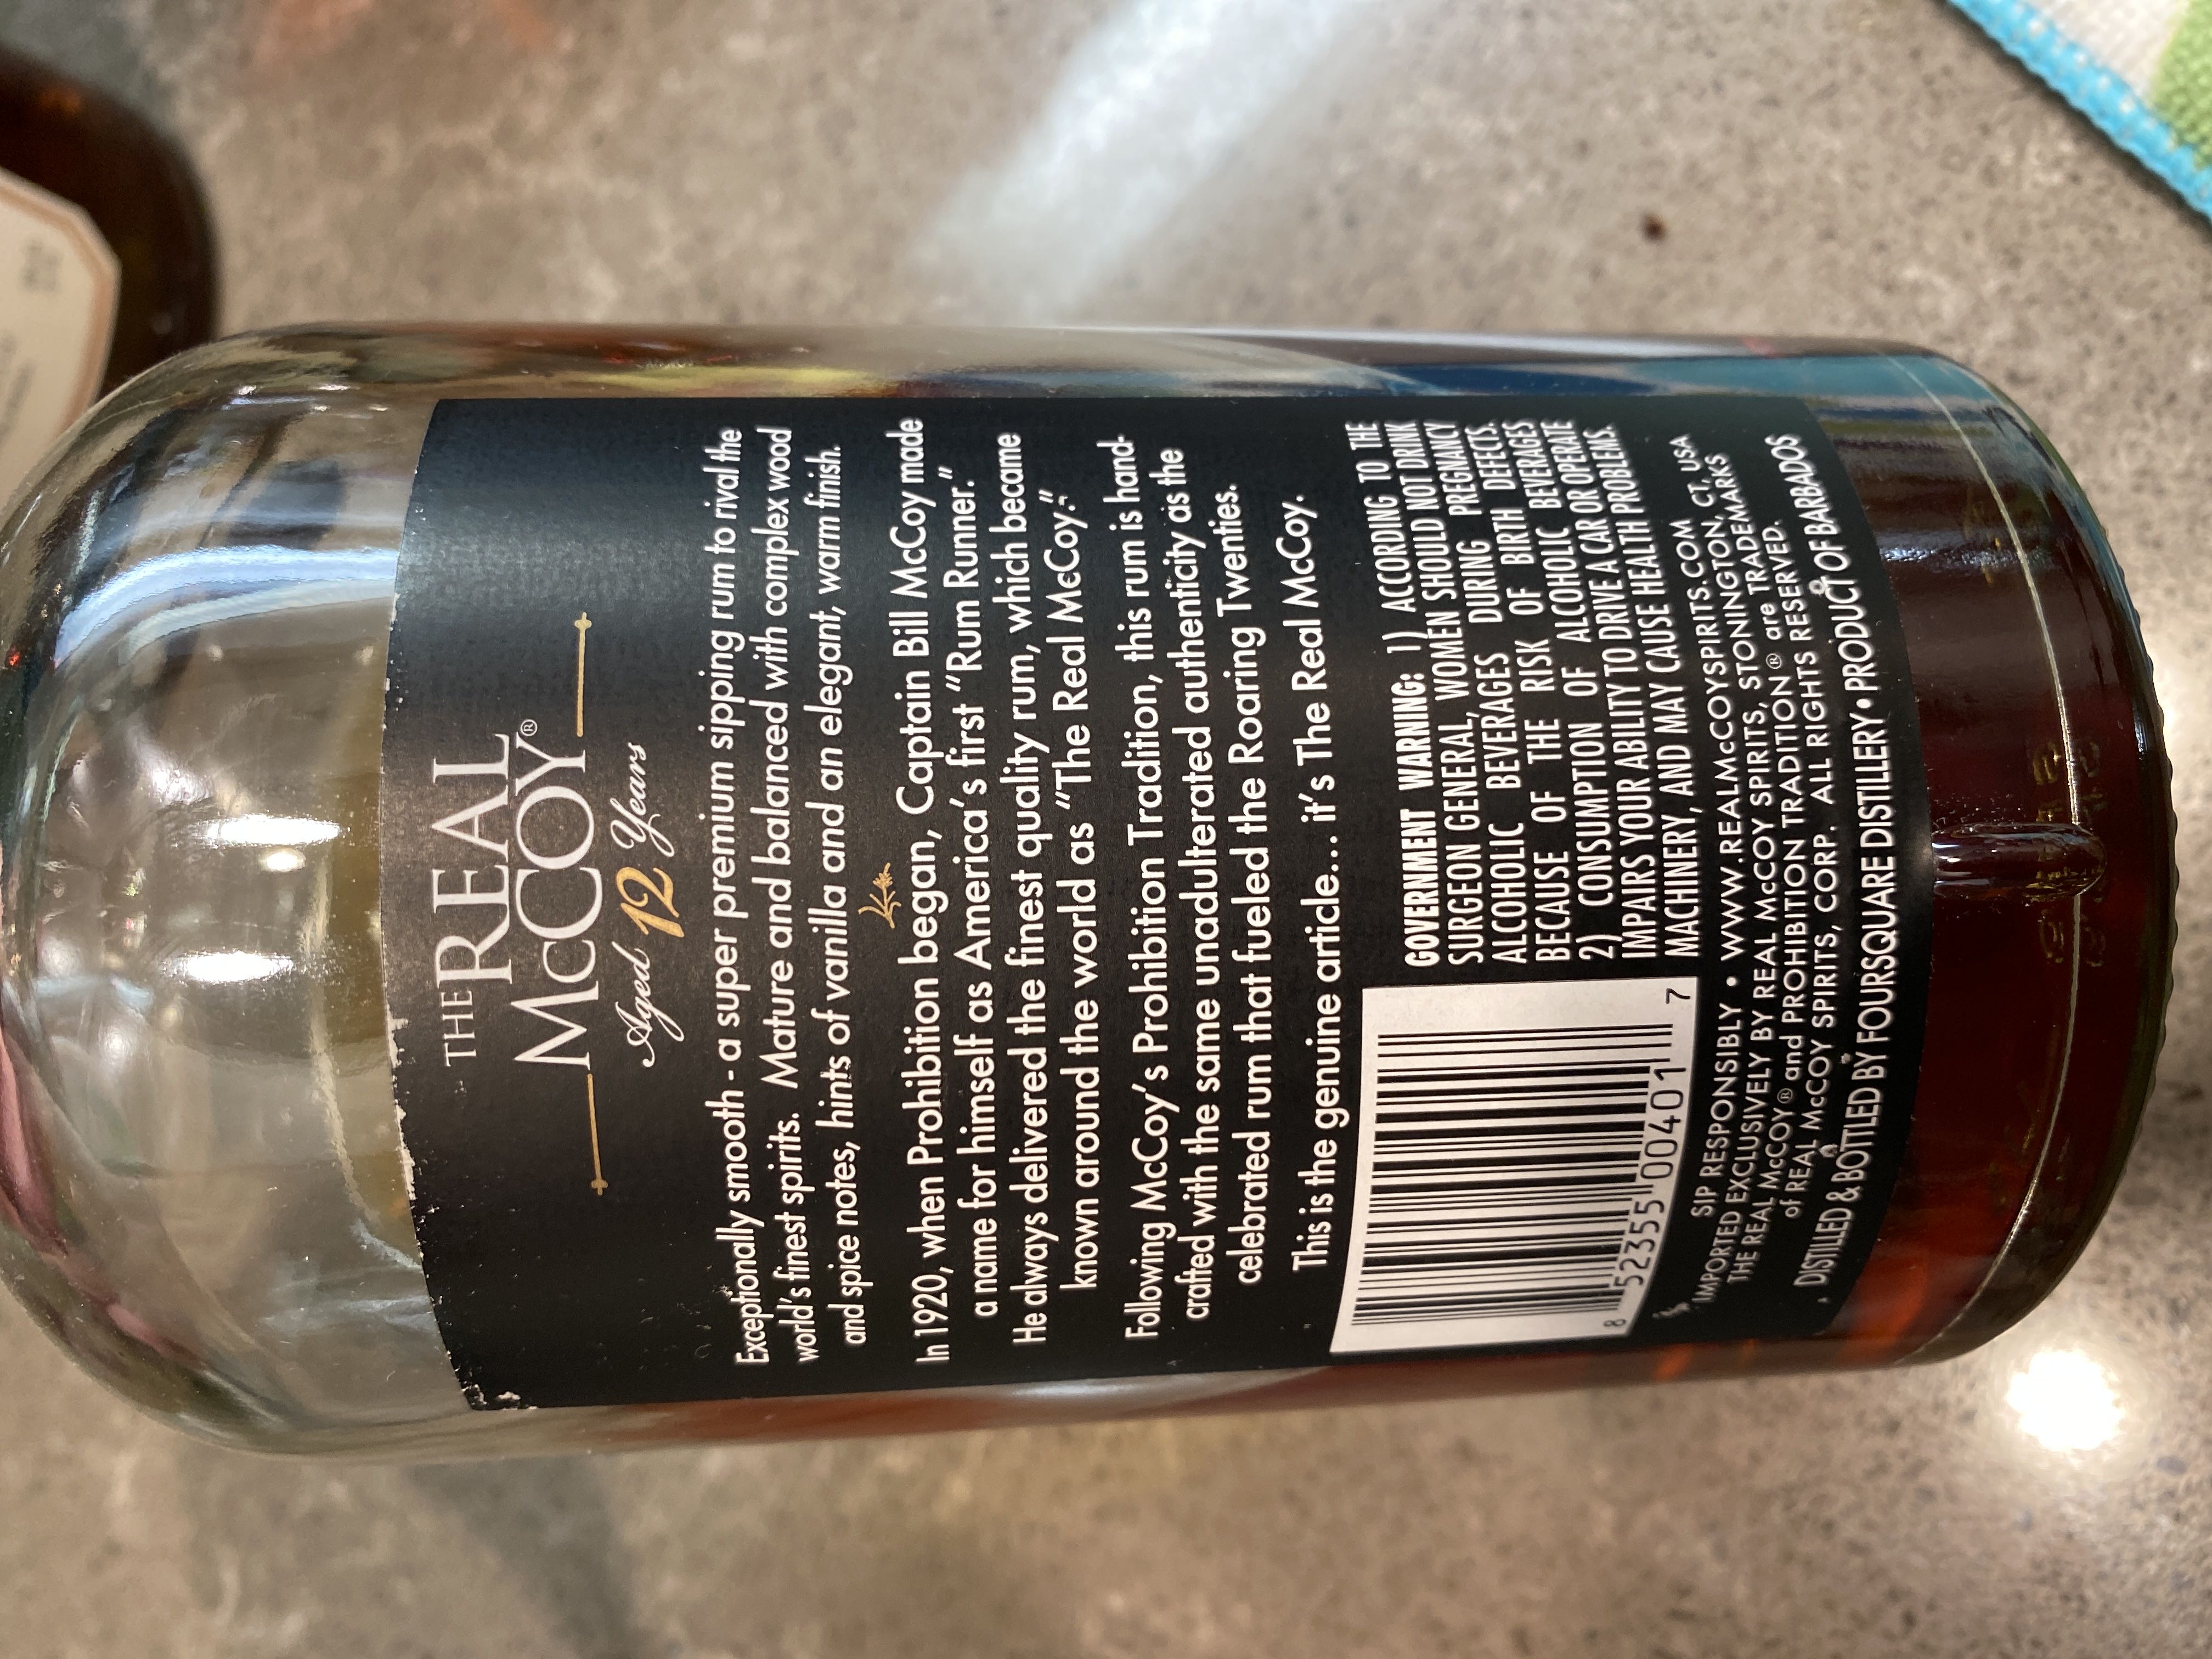 THE REAL
McCOY®
Aged 12 Years
Exceptionally smooth - a super premium sipping rum to rival the
world's finest spirits. Mature and balanced with complex wood
and spice notes, hints of vanilla and an elegant, warm finish.
In 1920, when Prohibition began, Captain Bill McCoy made
a name for himself as America's first “Rum Runner.”
He always delivered the finest quality rum, which became
known around the world as “The Real McCoy.”
Following McCoy's Prohibition Tradition, this rum is hand-
crafted with the same unadulterated authenticity as the
celebrated rum that fueled the Roaring Twenties.
This is the genuine article... it's The Real McCoy.
GOVERNMENT WARNING: 1) ACCORDING TO THE
SURGEON GENERAL, WOMEN SHOULD NOT DRINK
ALCOHOLIC BEVERAGES DURING PREGNANCY
BECAUSE OF THE RISK OF BIRTH DEFECTS.
2) CONSUMPTION OF ALCOHOLIC BEVERAGES
IMPAIRS YOUR ABILITY TO DRIVE A CAR OR OPERATE
MACHINERY, AND MAY CAUSE HEALTH PROBLEMS.
8 52355 00401 7
SIP RESPONSIBLY • WWW.REALMcCOYSPIRITS.COM
IMPORTED EXCLUSIVELY BY REAL McCOY SPIRITS, STONINGTON, CT, USA
THE REAL McCOY® and PROHIBITION TRADITION® are TRADEMARKS
of REAL McCOY SPIRITS, CORP. ALL RIGHTS RESERVED.
DISTILLED & BOTTLED BY FOURSQUARE DISTILLERY • PRODUCT OF BARBADOS